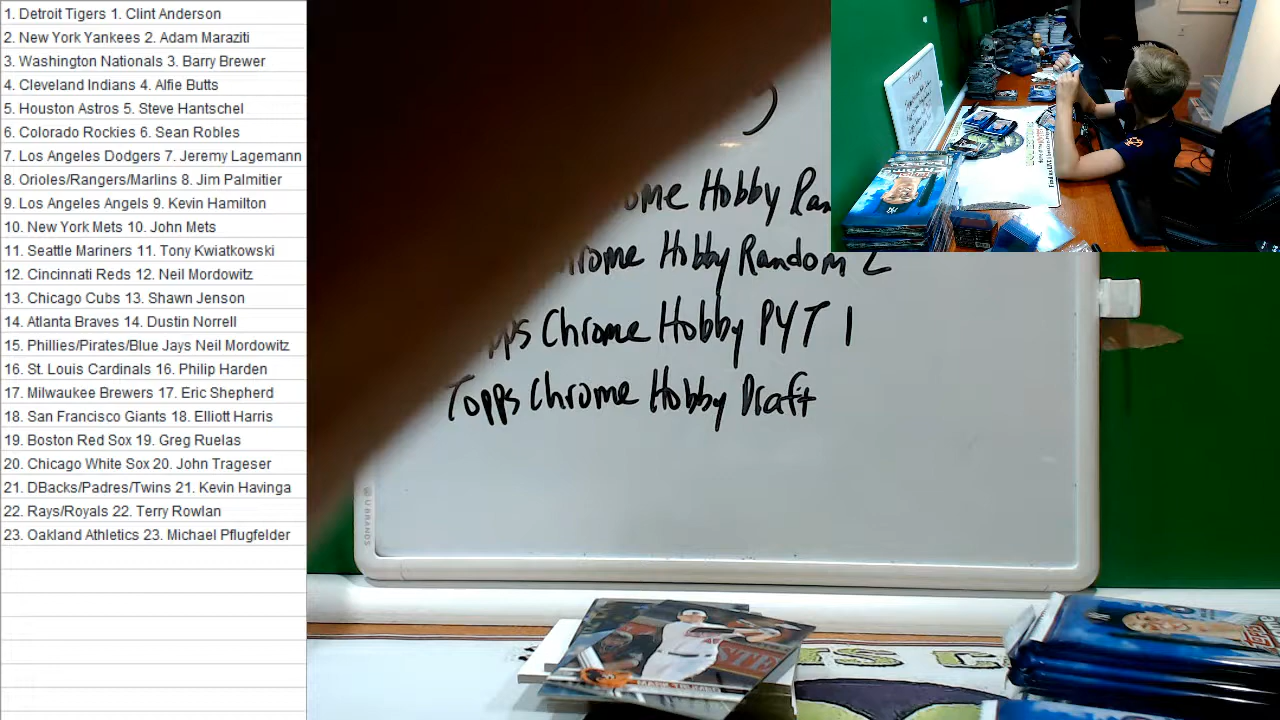 1. Detroit Tigers 1. Clint Anderson
2. New York Yankees 2. Adam Maraziti
3. Washington Nationals 3. Barry Brewer
4. Cleveland Indians 4. Alfie Butts
5. Houston Astros 5. Steve Hantschel
6. Colorado Rockies 6. Sean Robles
7. Los Angeles Dodgers 7. Jeremy Lagemann
8. Orioles/Rangers/Marlins 8. Jim Palmitier
9. Los Angeles Angels 9. Kevin Hamilton
10. New York Mets 10. John Mets
11. Seattle Mariners 11. Tony Kwiatkowski
12. Cincinnati Reds 12. Neil Mordowitz
13. Chicago Cubs 13. Shawn Jenson
14. Atlanta Braves 14. Dustin Norrell
15. Phillies/Pirates/Blue Jays Neil Mordowitz
16. St. Louis Cardinals 16. Philip Harden
17. Milwaukee Brewers 17. Eric Shepherd
18. San Francisco Giants 18. Elliott Harris
19. Boston Red Sox 19. Greg Ruelas
20. Chicago White Sox 20. John Trageser
21. DBacks/Padres/Twins 21. Kevin Havinga
22. Rays/Royals 22. Terry Rowlan
23. Oakland Athletics 23. Michael Pflugfelder
)
ome Hobby Ran
hrome Hobby Random 2
pps Chrome Hobby PYT 1
Topps Chrome Hobby Draft
UBRANDS